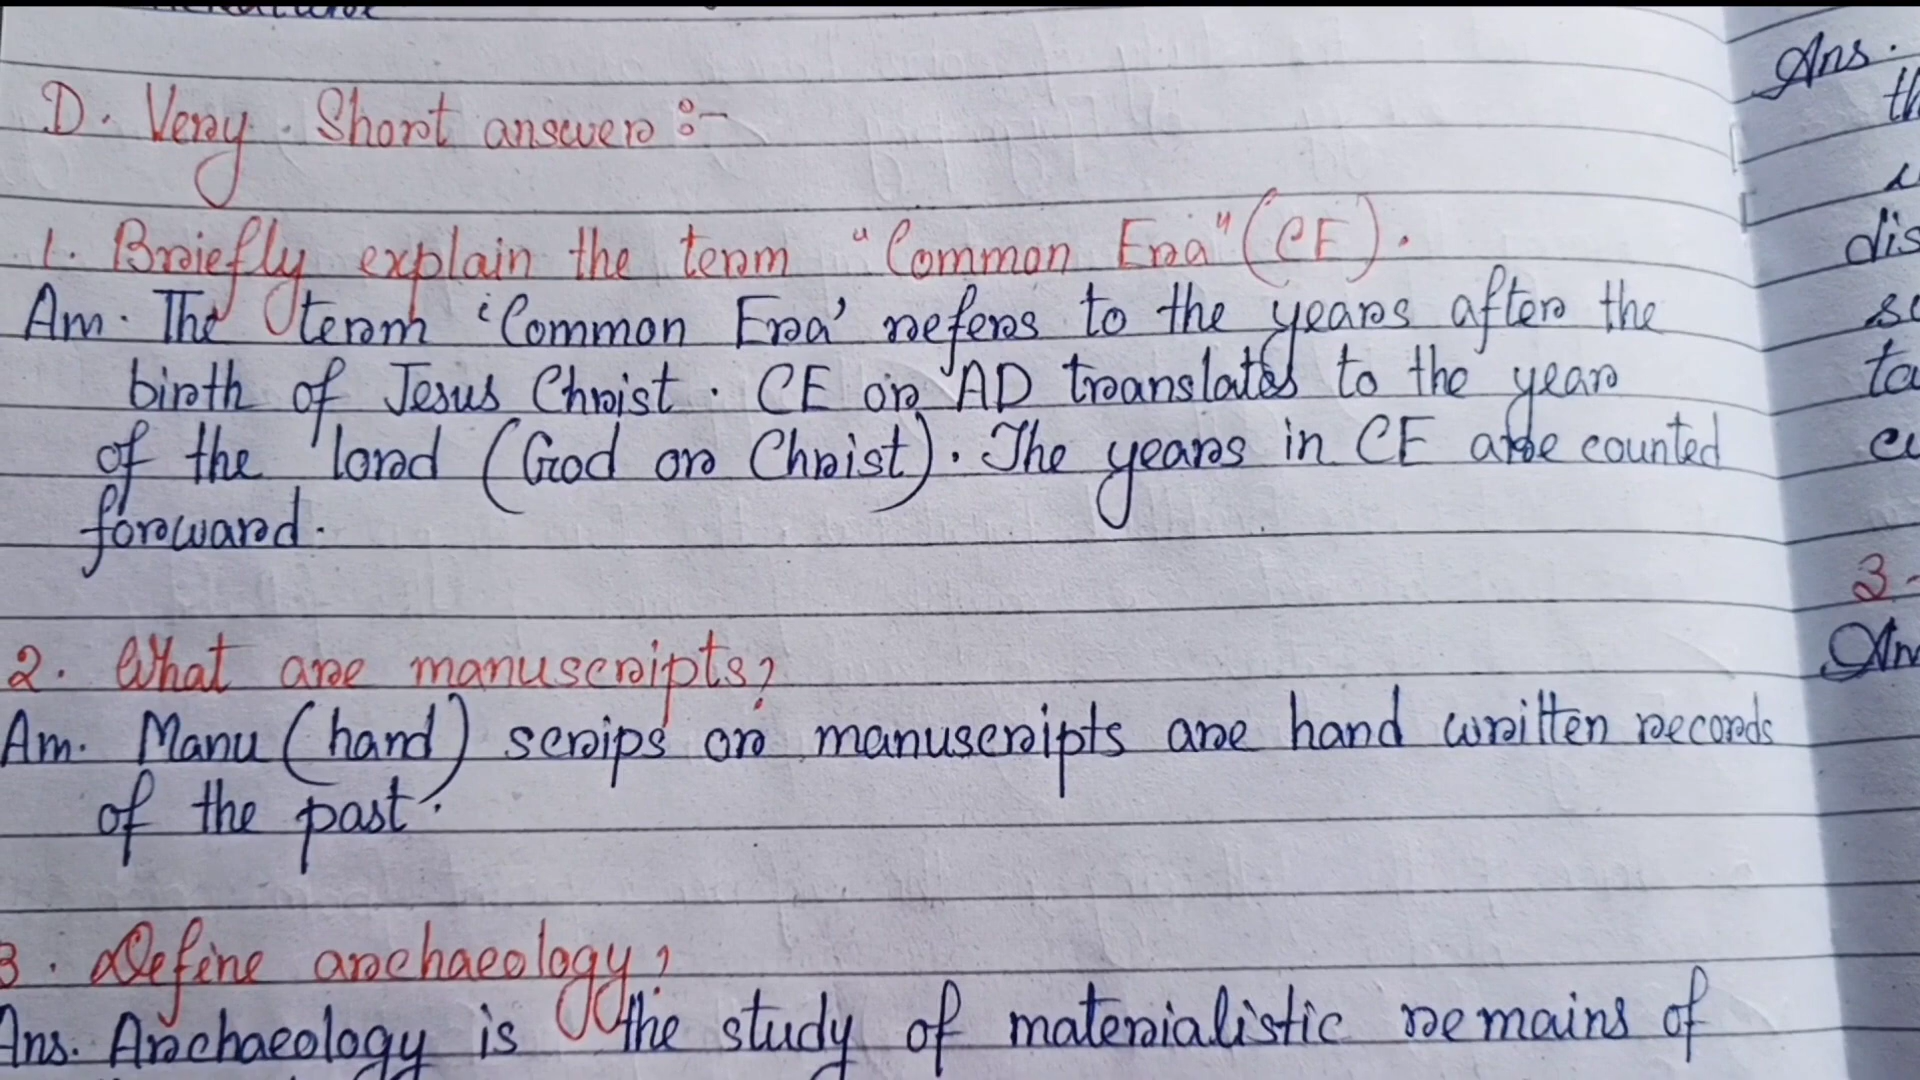 D. Very Short answer :-
1. Briefly explain the term "Common Era" (CE).
Ans. The term 'Common Era' refers to the years after the
birth of Jesus Christ. CE or AD translates to the year
of the lord (God or Christ). The years in CE are counted
forward.
2. What are manuscripts?
Ans. Manu (hand) scrips or manuscripts are hand written records
of the past.
3. Define archaeology?
Ans. Archaeology is the study of materialistic remains of
Ans.
dis
3.